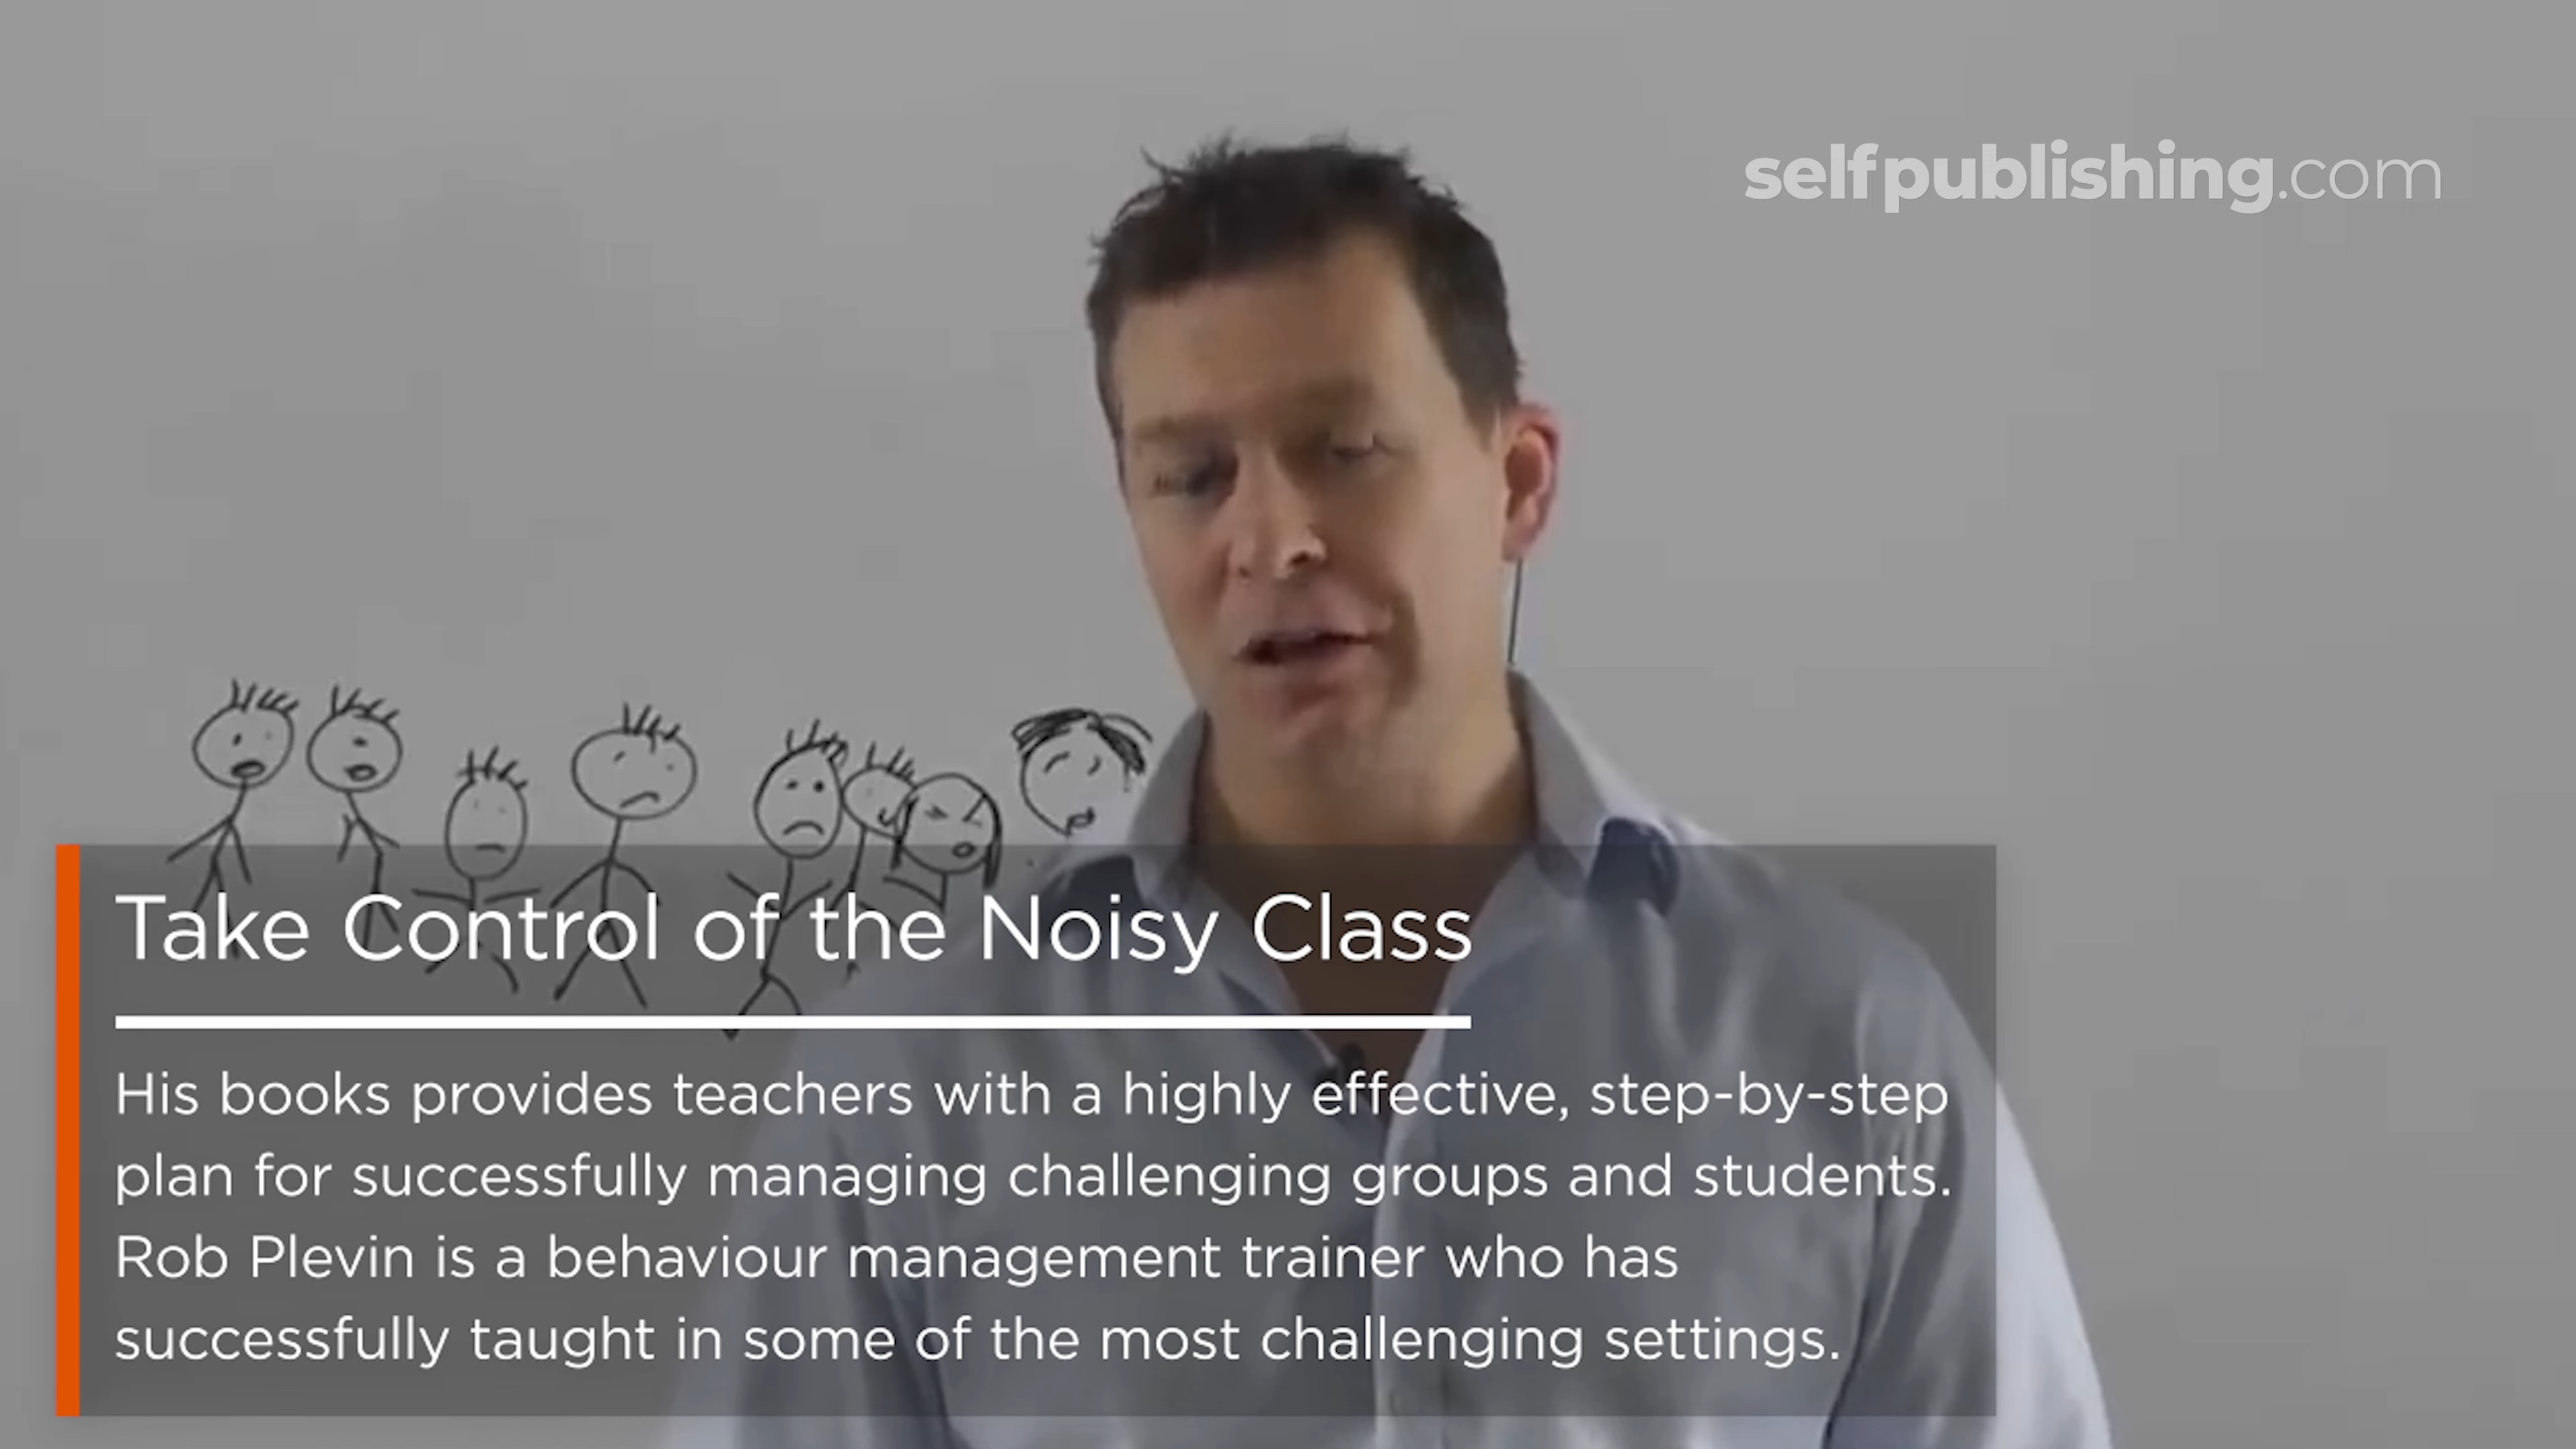 selfpublishing.com
Take Control of the Noisy Class
His books provides teachers with a highly effective, step-by-step
plan for successfully managing challenging groups and students.
Rob Plevin is a behaviour management trainer who has
successfully taught in some of the most challenging settings.